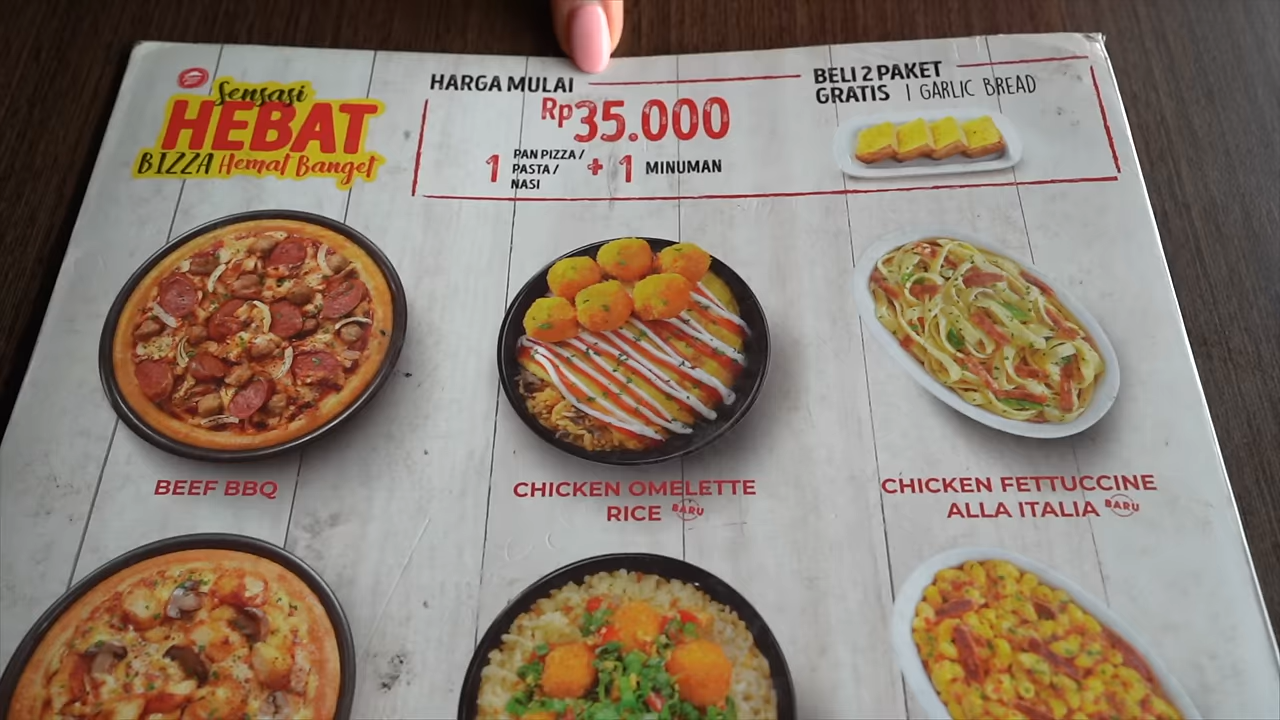 Sensasi
HEBAT
BIZZA Hemat Banget
HARGA MULAI
Rp35.000
1 PAN PIZZA / PASTA / NASI + 1 MINUMAN
BELI 2 PAKET
GRATIS 1 GARLIC BREAD
BEEF BBQ
CHICKEN OMELETTE
RICE BARU
CHICKEN FETTUCCINE
ALLA ITALIA BARU